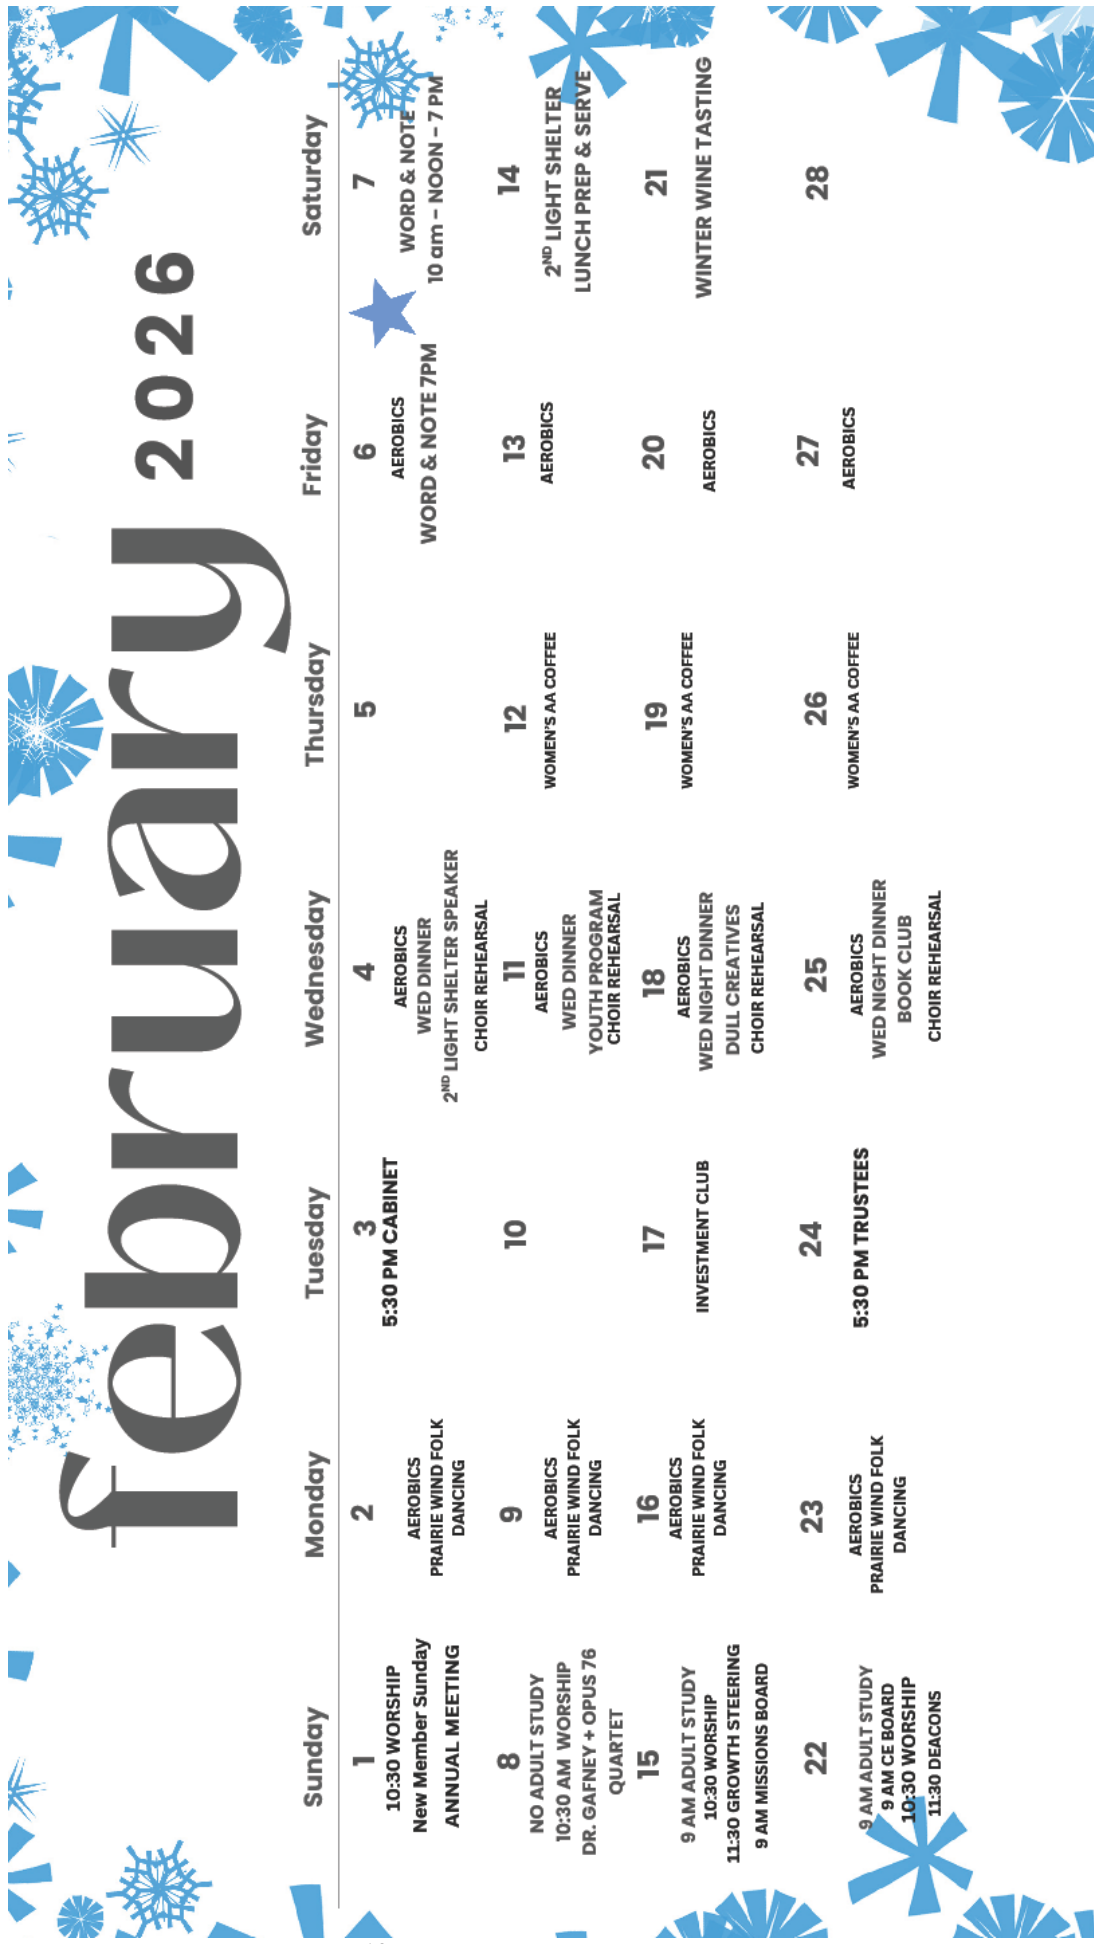 february 2026
Sunday
Monday
Tuesday
Wednesday
Thursday
Friday
Saturday
1
10:30 WORSHIP
New Member Sunday
ANNUAL MEETING
2
AEROBICS
PRAIRIE WIND FOLK
DANCING
3
5:30 PM CABINET
4
AEROBICS
WED DINNER
2ND LIGHT SHELTER SPEAKER
CHOIR REHEARSAL
5
6
AEROBICS
WORD & NOTE 7PM
7
WORD & NOTE
10 am – NOON – 7 PM
8
NO ADULT STUDY
10:30 AM WORSHIP
DR. GAFNEY + OPUS 76
QUARTET
9
AEROBICS
PRAIRIE WIND FOLK
DANCING
10
11
AEROBICS
WED DINNER
YOUTH PROGRAM
CHOIR REHEARSAL
12
WOMEN'S AA COFFEE
13
AEROBICS
14
2ND LIGHT SHELTER
LUNCH PREP & SERVE
15
9 AM ADULT STUDY
10:30 WORSHIP
11:30 GROWTH STEERING
9 AM MISSIONS BOARD
16
AEROBICS
PRAIRIE WIND FOLK
DANCING
17
INVESTMENT CLUB
18
AEROBICS
WED NIGHT DINNER
DULL CREATIVES
CHOIR REHEARSAL
19
WOMEN'S AA COFFEE
20
AEROBICS
21
WINTER WINE TASTING
22
9 AM ADULT STUDY
9 AM CE BOARD
10:30 WORSHIP
11:30 DEACONS
23
AEROBICS
PRAIRIE WIND FOLK
DANCING
24
5:30 PM TRUSTEES
25
AEROBICS
WED NIGHT DINNER
BOOK CLUB
CHOIR REHEARSAL
26
WOMEN'S AA COFFEE
27
AEROBICS
28